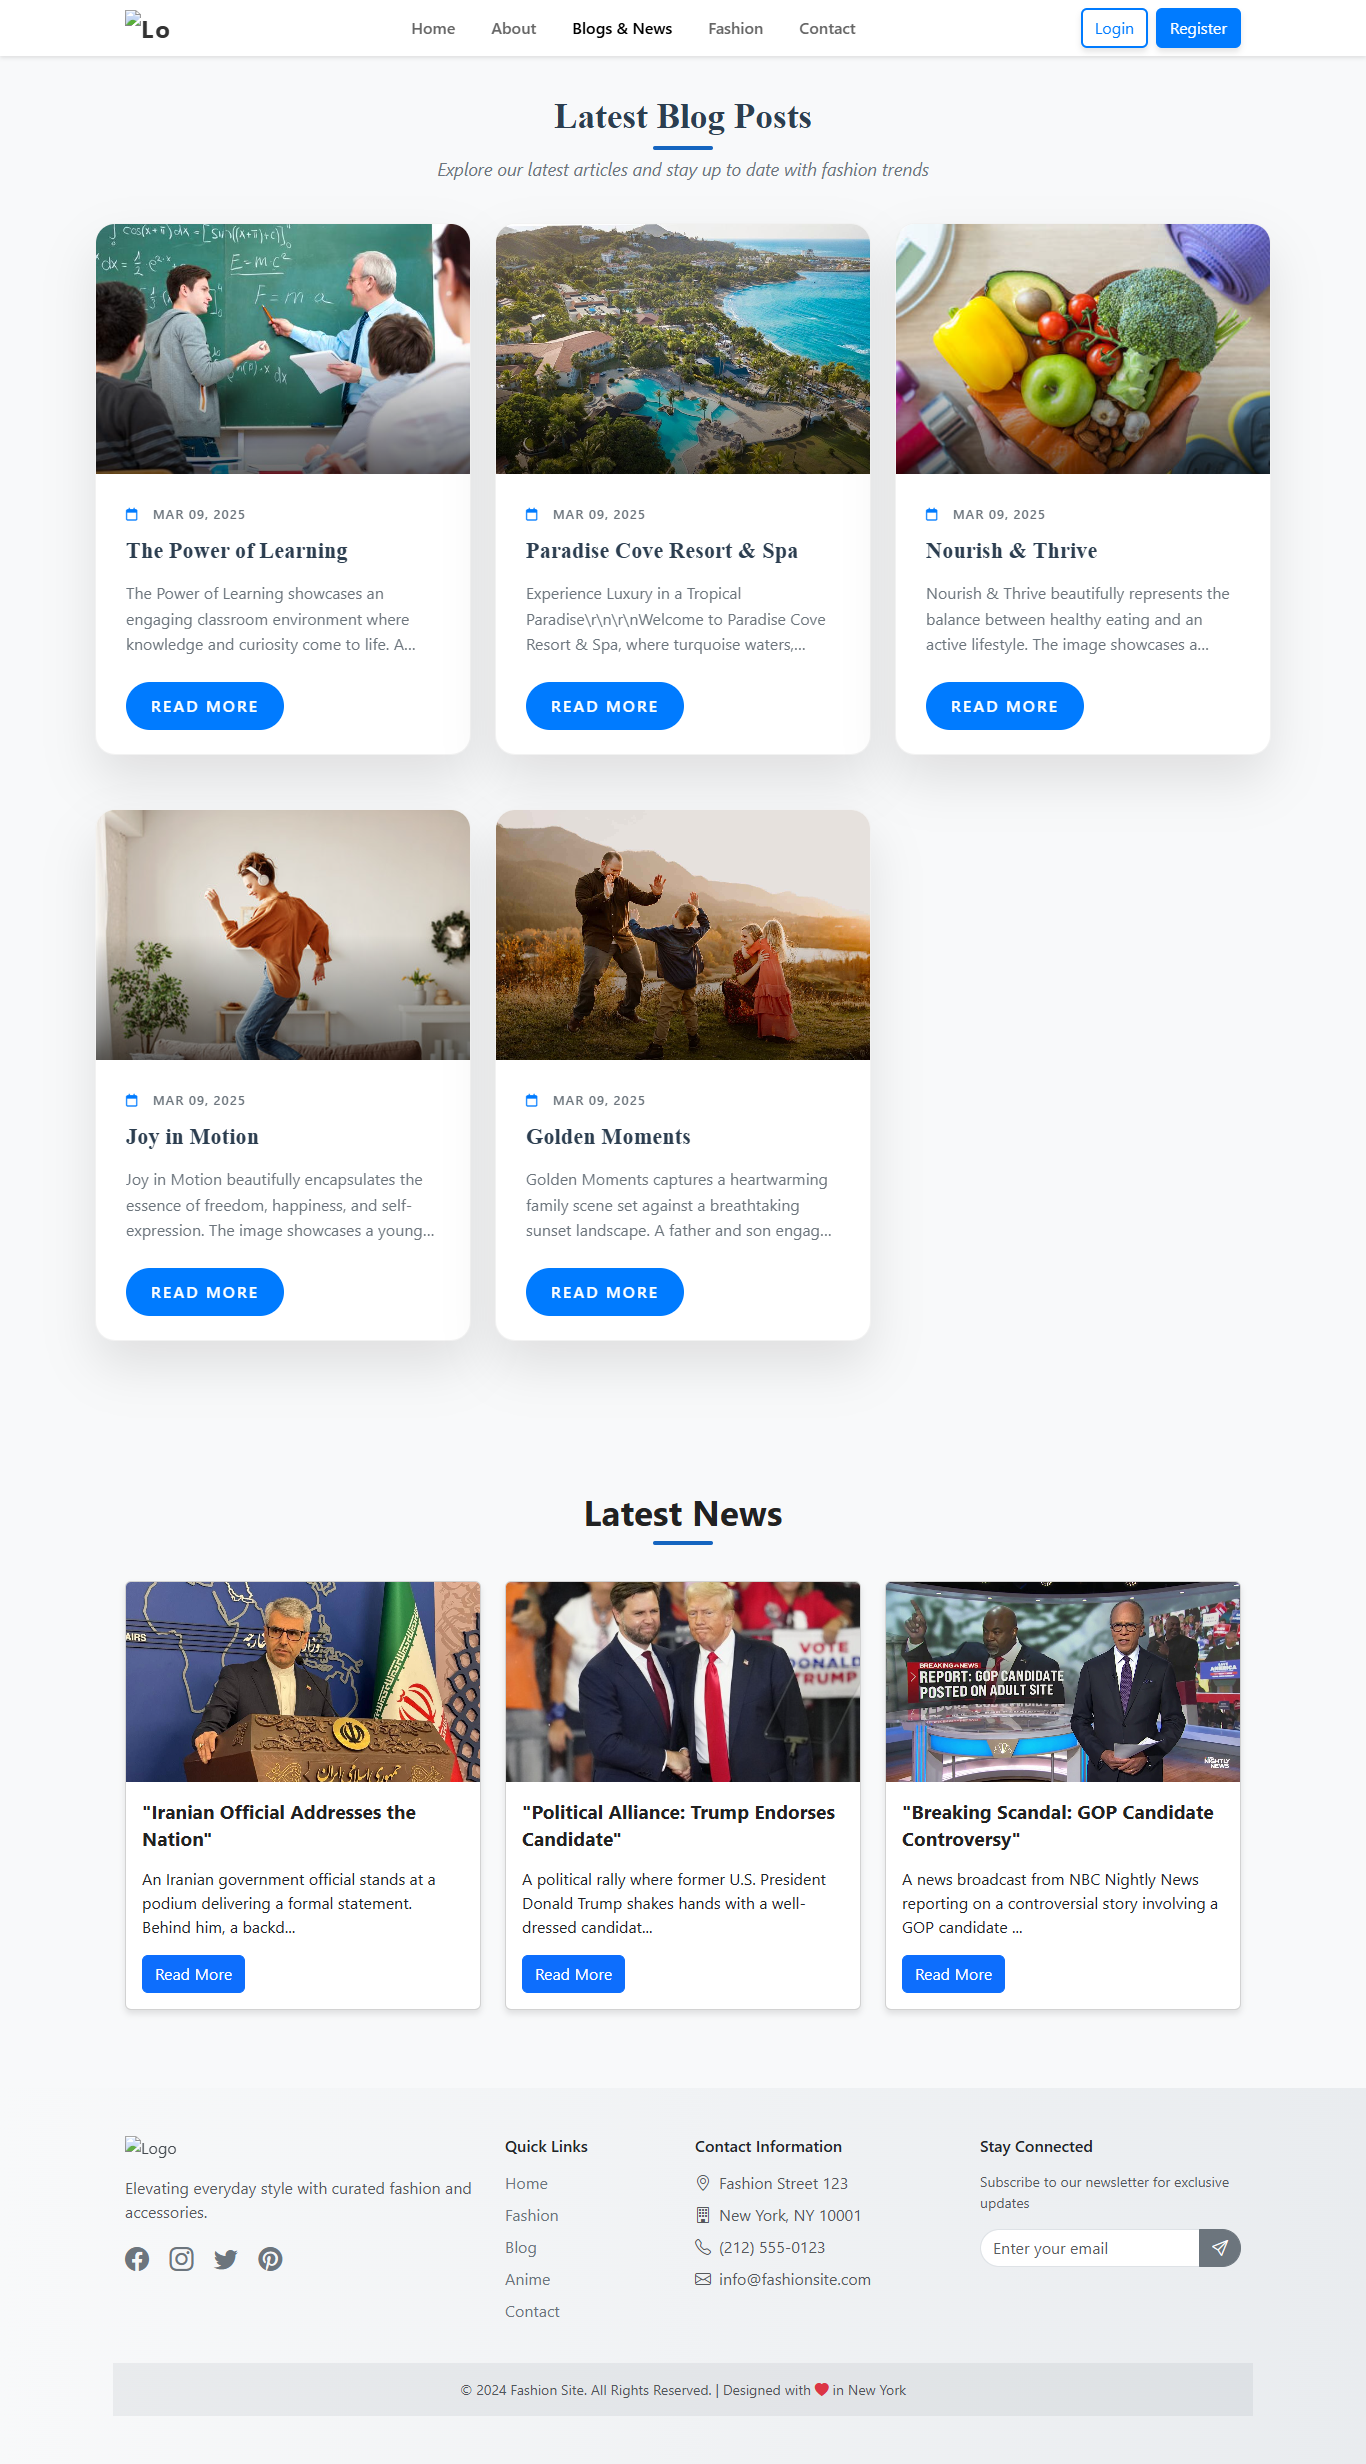 Lo
Home
About
Blogs & News
Fashion
Contact
Login
Register
Latest Blog Posts
Explore our latest articles and stay up to date with fashion trends
E=m·c²
F=ma
MAR 09, 2025
The Power of Learning
The Power of Learning showcases an
engaging classroom environment where
knowledge and curiosity come to life. A...
READ MORE
MAR 09, 2025
Paradise Cove Resort & Spa
Experience Luxury in a Tropical
Paradise\r\n\r\nWelcome to Paradise Cove
Resort & Spa, where turquoise waters,...
READ MORE
MAR 09, 2025
Nourish & Thrive
Nourish & Thrive beautifully represents the
balance between healthy eating and an
active lifestyle. The image showcases a...
READ MORE
MAR 09, 2025
Joy in Motion
Joy in Motion beautifully encapsulates the
essence of freedom, happiness, and self-
expression. The image showcases a young...
READ MORE
MAR 09, 2025
Golden Moments
Golden Moments captures a heartwarming
family scene set against a breathtaking
sunset landscape. A father and son engag...
READ MORE
Latest News
AIRS
"Iranian Official Addresses the
Nation"
An Iranian government official stands at a
podium delivering a formal statement.
Behind him, a backd...
Read More
VOTE
DONALD
TRUMP
"Political Alliance: Trump Endorses
Candidate"
A political rally where former U.S. President
Donald Trump shakes hands with a well-
dressed candidat...
Read More
BREAKING NEWS
REPORT: GOP CANDIDATE
POSTED ON ADULT SITE
NIGHTLY
NEWS
"Breaking Scandal: GOP Candidate
Controversy"
A news broadcast from NBC Nightly News
reporting on a controversial story involving a
GOP candidate ...
Read More
Logo
Elevating everyday style with curated fashion and
accessories.
Quick Links
Home
Fashion
Blog
Anime
Contact
Contact Information
Fashion Street 123
New York, NY 10001
(212) 555-0123
info@fashionsite.com
Stay Connected
Subscribe to our newsletter for exclusive
updates
Enter your email
© 2024 Fashion Site. All Rights Reserved. | Designed with ❤ in New York